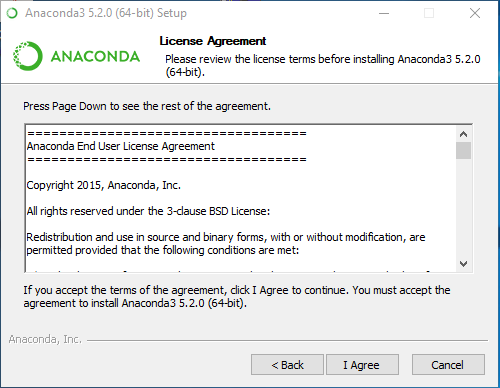 Anaconda3 5.2.0 (64-bit) Setup
ANACONDA
License Agreement
Please review the license terms before installing Anaconda3 5.2.0
(64-bit).
Press Page Down to see the rest of the agreement.
===================================
Anaconda End User License Agreement
===================================
Copyright 2015, Anaconda, Inc.
All rights reserved under the 3-clause BSD License:
Redistribution and use in source and binary forms, with or without modification, are
permitted provided that the following conditions are met:
If you accept the terms of the agreement, click I Agree to continue. You must accept the
agreement to install Anaconda3 5.2.0 (64-bit).
Anaconda, Inc.
< Back
I Agree
Cancel